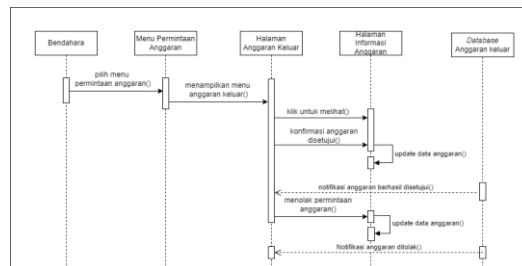 Bendahara
Menu Permintaan
Anggaran
Halaman
Anggaran Keluar
Halaman
Informasi
Anggaran
Database
Anggaran keluar
pilih menu
permintaan anggaran()
menampilkan menu
anggaran keluar()
klik untuk melihat()
konfirmasi anggaran
disetujui()
update data anggaran()
notifikasi anggaran berhasil disetujui()
menolak permintaan
anggaran()
update data anggaran()
Notifikasi anggaran ditolak()